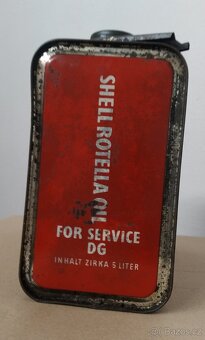 SHELL ROTELLA OIL
FOR SERVICE
DG
INHALT ZIRKA 5 LITER